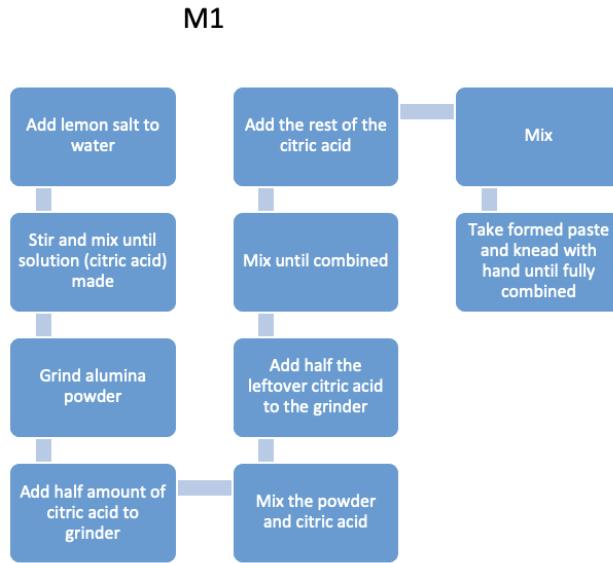 M1
Add lemon salt to
water
Stir and mix until
solution (citric acid)
made
Grind alumina
powder
Add half amount of
citric acid to
grinder
Mix the powder
and citric acid
Add half the
leftover citric acid
to the grinder
Mix until combined
Add the rest of the
citric acid
Mix
Take formed paste
and knead with
hand until fully
combined